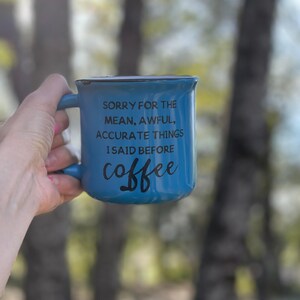 SORRY FOR THE
MEAN, AWFUL,
ACCURATE THINGS
I SAID BEFORE
coffee